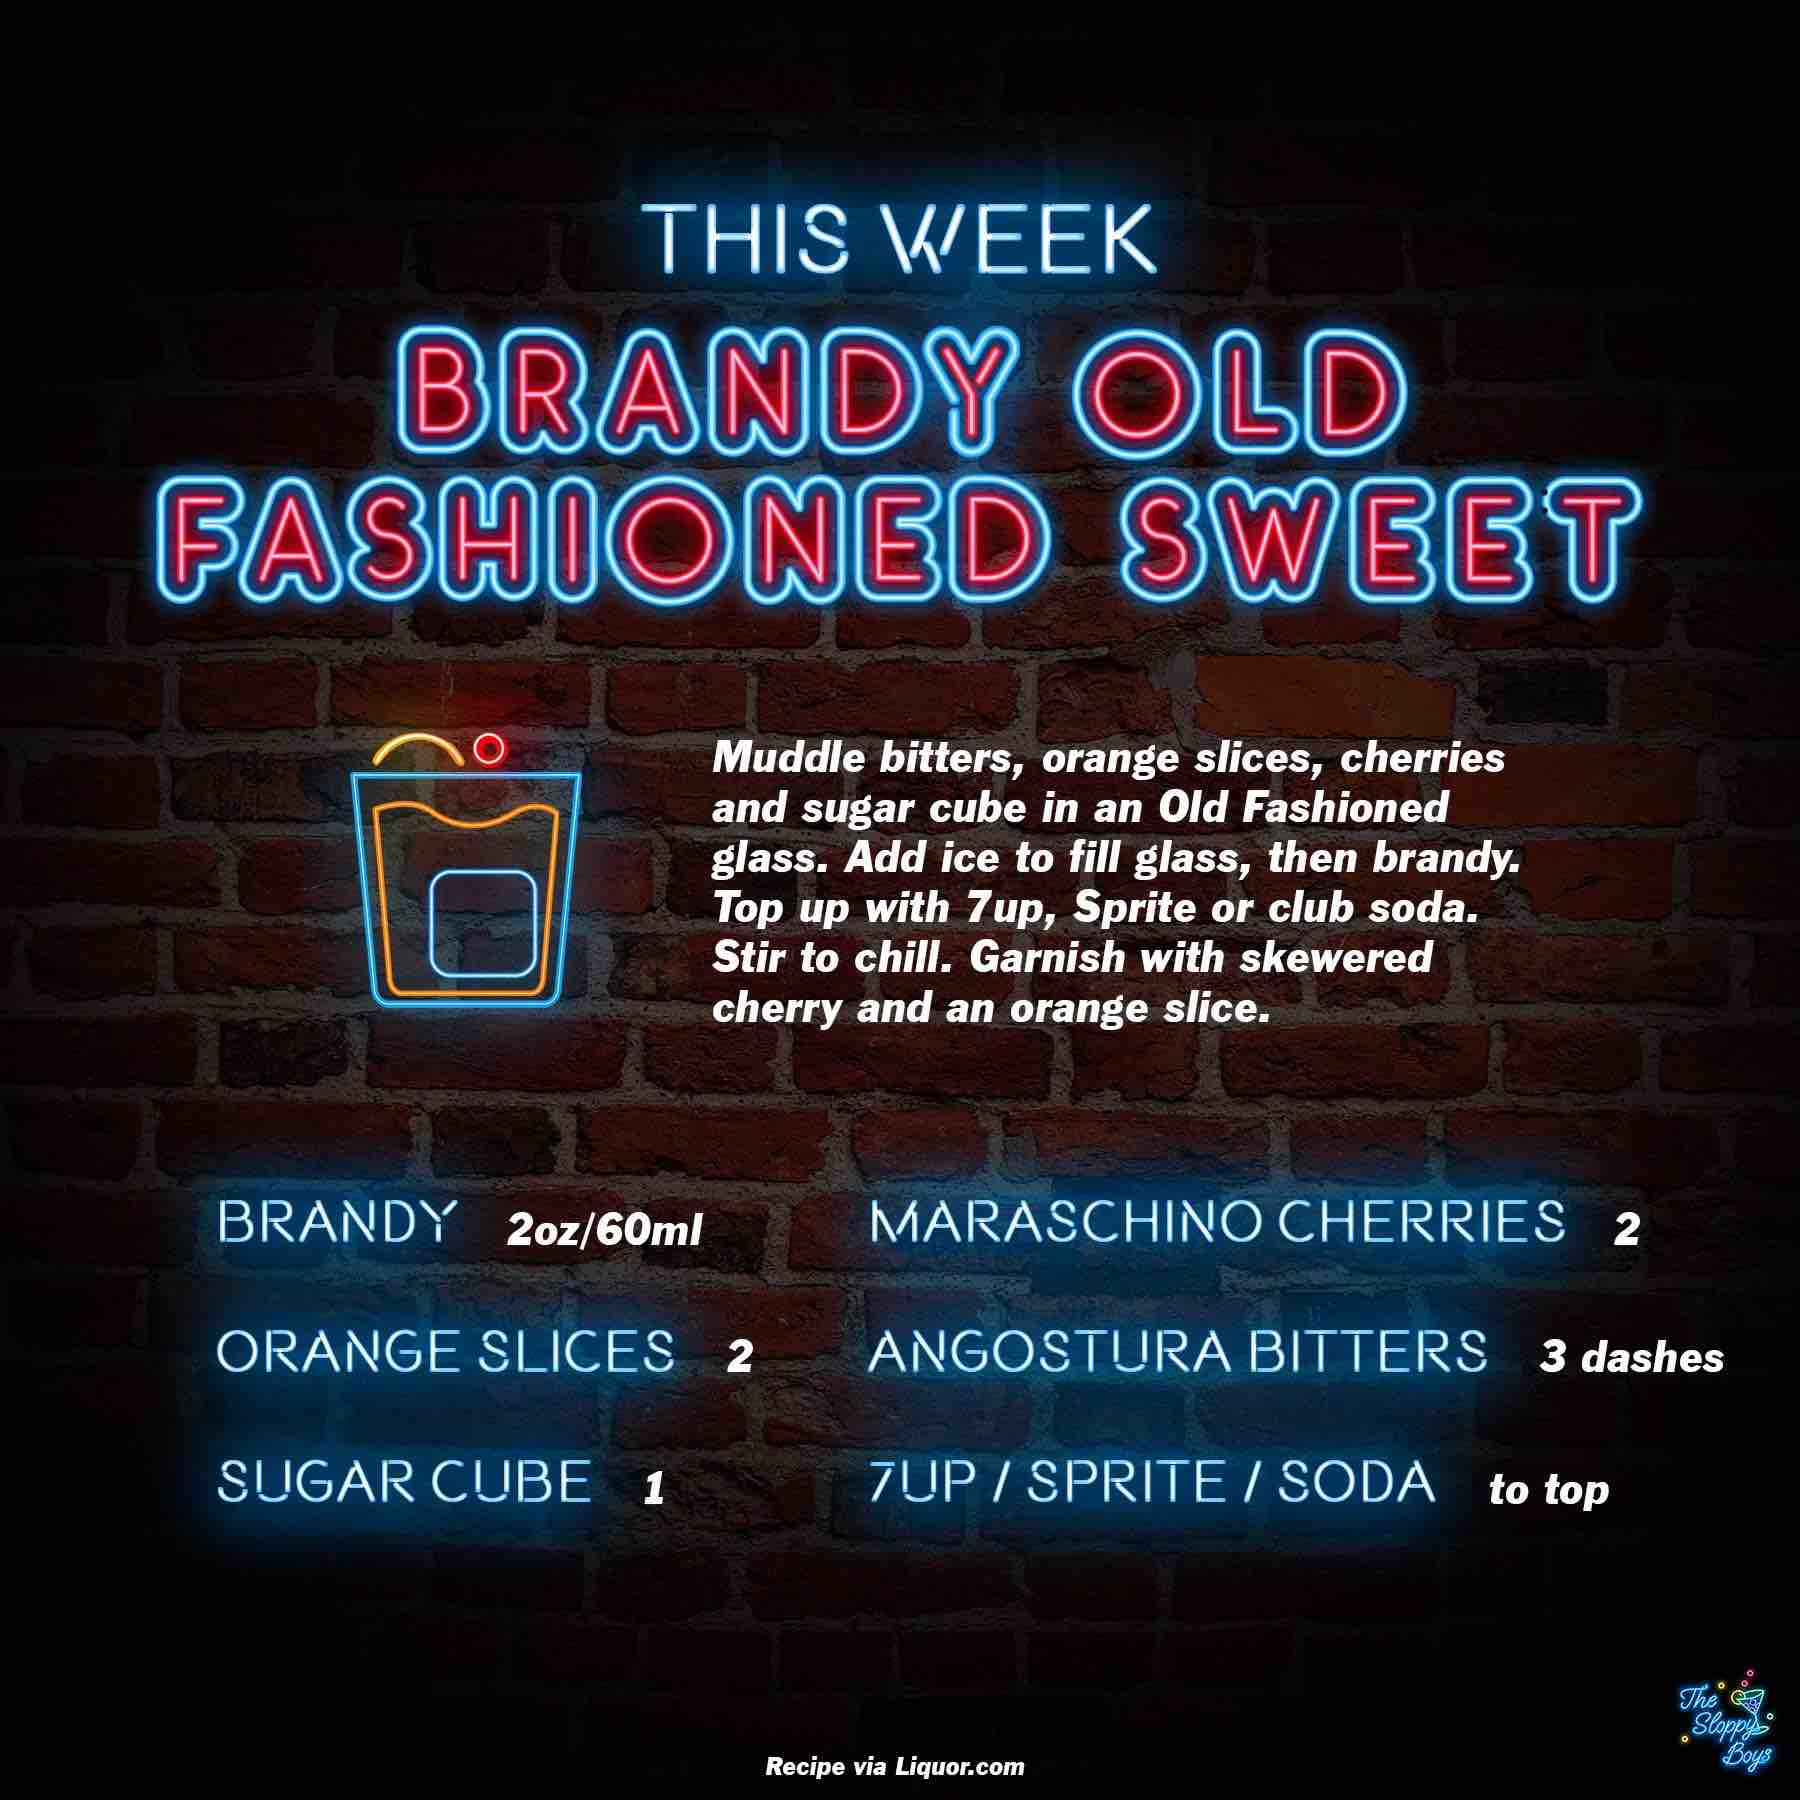 THIS WEEK
BRANDY OLD
FASHIONED SWEET
Muddle bitters, orange slices, cherries
and sugar cube in an Old Fashioned
glass. Add ice to fill glass, then brandy.
Top up with 7up, Sprite or club soda.
Stir to chill. Garnish with skewered
cherry and an orange slice.
BRANDY 2oz/60ml
MARASCHINO CHERRIES 2
ORANGE SLICES 2
ANGOSTURA BITTERS 3 dashes
SUGAR CUBE 1
7UP / SPRITE / SODA to top
The
Sloppy
Boys
Recipe via Liquor.com